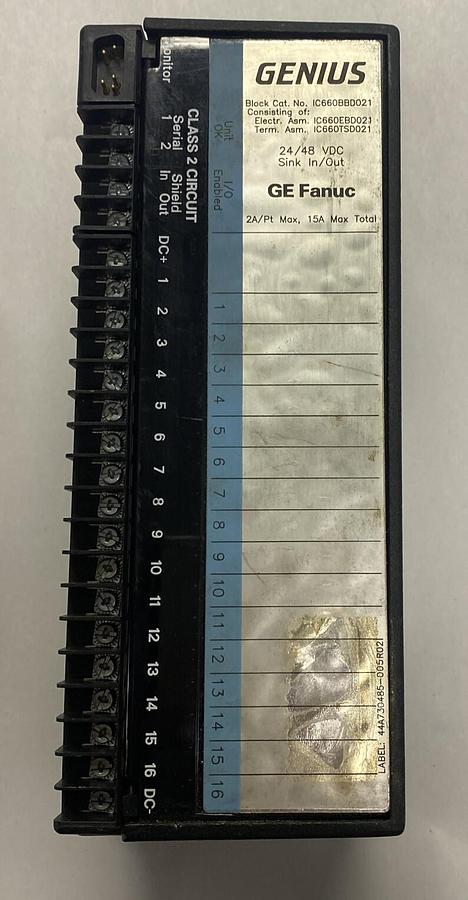 GENIUS
Block Cat. No. IC660BBD021
Consisting of:
Electr. Asm. IC660EBD021
Term. Asm. IC660TSD021
24/48 VDC
Sink In/Out
GE Fanuc
2A/Pt Max, 15A Max Total
onitor
CLASS 2 CIRCUIT
Serial Shield
1 2 In Out
DC+
1
2
3
4
5
6
7
8
9
10
11
12
13
14
15
16
DC-
Unit
OK
I/O
Enabled
1
2
3
4
5
6
7
8
9
10
11
12
13
14
15
16
LABEL: 44A730485-005R02